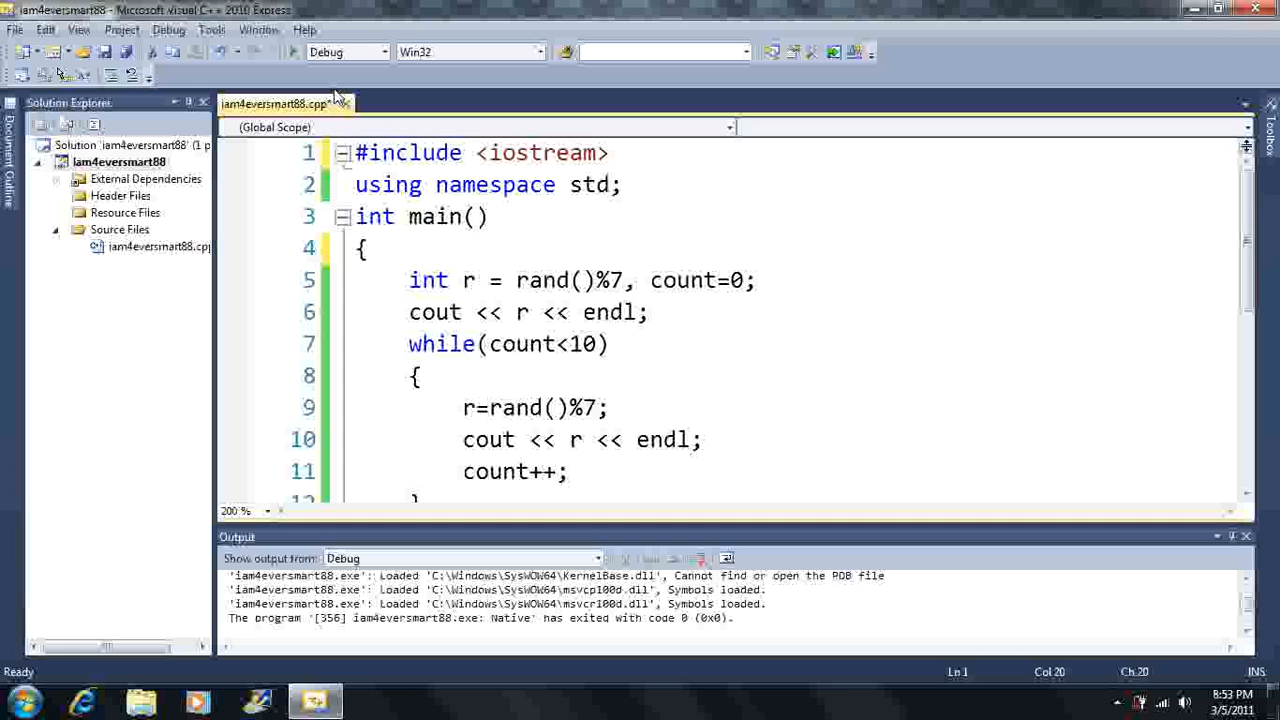 iam4eversmart88 - Microsoft Visual C++ 2010 Express
File Edit View Project Debug Tools Window Help
Debug Win32
Solution Explorer
iam4eversmart88.cpp*
(Global Scope)
Solution 'iam4eversmart88' (1 p
iam4eversmart88
External Dependencies
Header Files
Resource Files
Source Files
iam4eversmart88.cpp
Document Outline
Toolbox
1 #include <iostream>
2 using namespace std;
3 int main()
4 {
5 int r = rand()%7, count=0;
6 cout << r << endl;
7 while(count<10)
8 {
9 r=rand()%7;
10 cout << r << endl;
11 count++;
12 }
200 %
Output
Show output from: Debug
'iam4eversmart88.exe': Loaded 'C:\Windows\SysWOW64\KernelBase.dll', Cannot find or open the PDB file
'iam4eversmart88.exe': Loaded 'C:\Windows\SysWOW64\msvcp100d.dll', Symbols loaded.
'iam4eversmart88.exe': Loaded 'C:\Windows\SysWOW64\msvcr100d.dll', Symbols loaded.
The program '[356] iam4eversmart88.exe: Native' has exited with code 0 (0x0).
Ready Ln 1 Col 20 Ch 20 INS
8:53 PM
3/5/2011